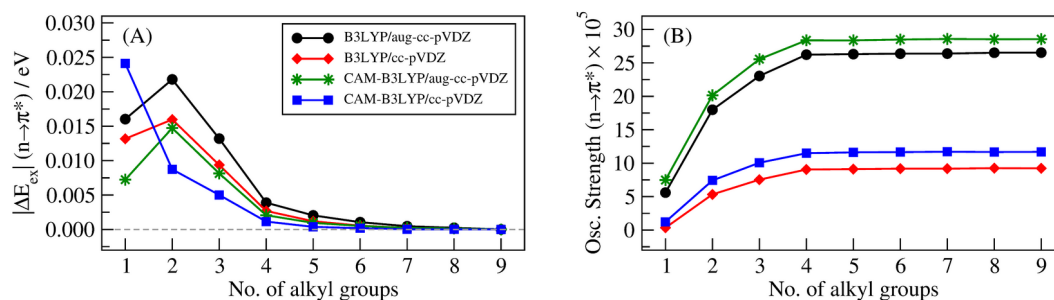 (A)
|ΔE_ex| (n→π*) / eV
0.030
0.025
0.020
0.015
0.010
0.005
0.000
B3LYP/aug-cc-pVDZ
B3LYP/cc-pVDZ
CAM-B3LYP/aug-cc-pVDZ
CAM-B3LYP/cc-pVDZ
1 2 3 4 5 6 7 8 9
No. of alkyl groups
(B)
Osc. Strength (n→π*) × 10⁵
30
25
20
15
10
5
0
1 2 3 4 5 6 7 8 9
No. of alkyl groups